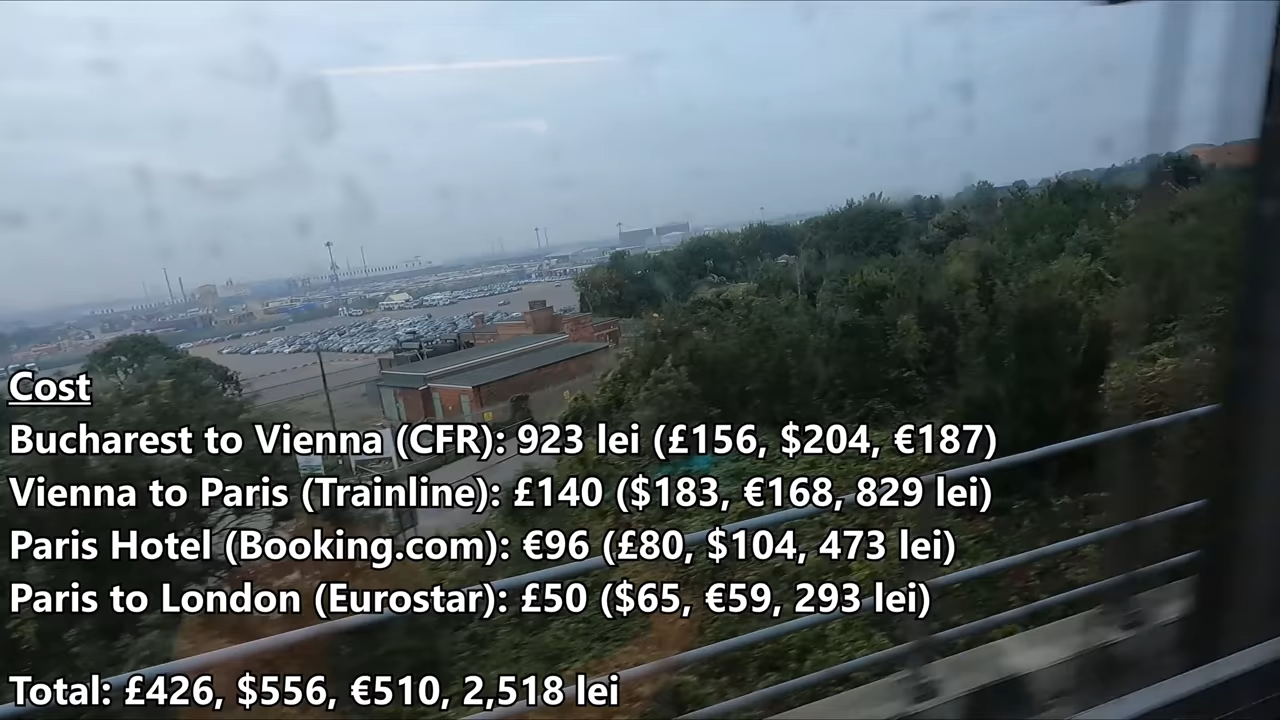 Cost
Bucharest to Vienna (CFR): 923 lei (£156, $204, €187)
Vienna to Paris (Trainline): £140 ($183, €168, 829 lei)
Paris Hotel (Booking.com): €96 (£80, $104, 473 lei)
Paris to London (Eurostar): £50 ($65, €59, 293 lei)
Total: £426, $556, €510, 2,518 lei